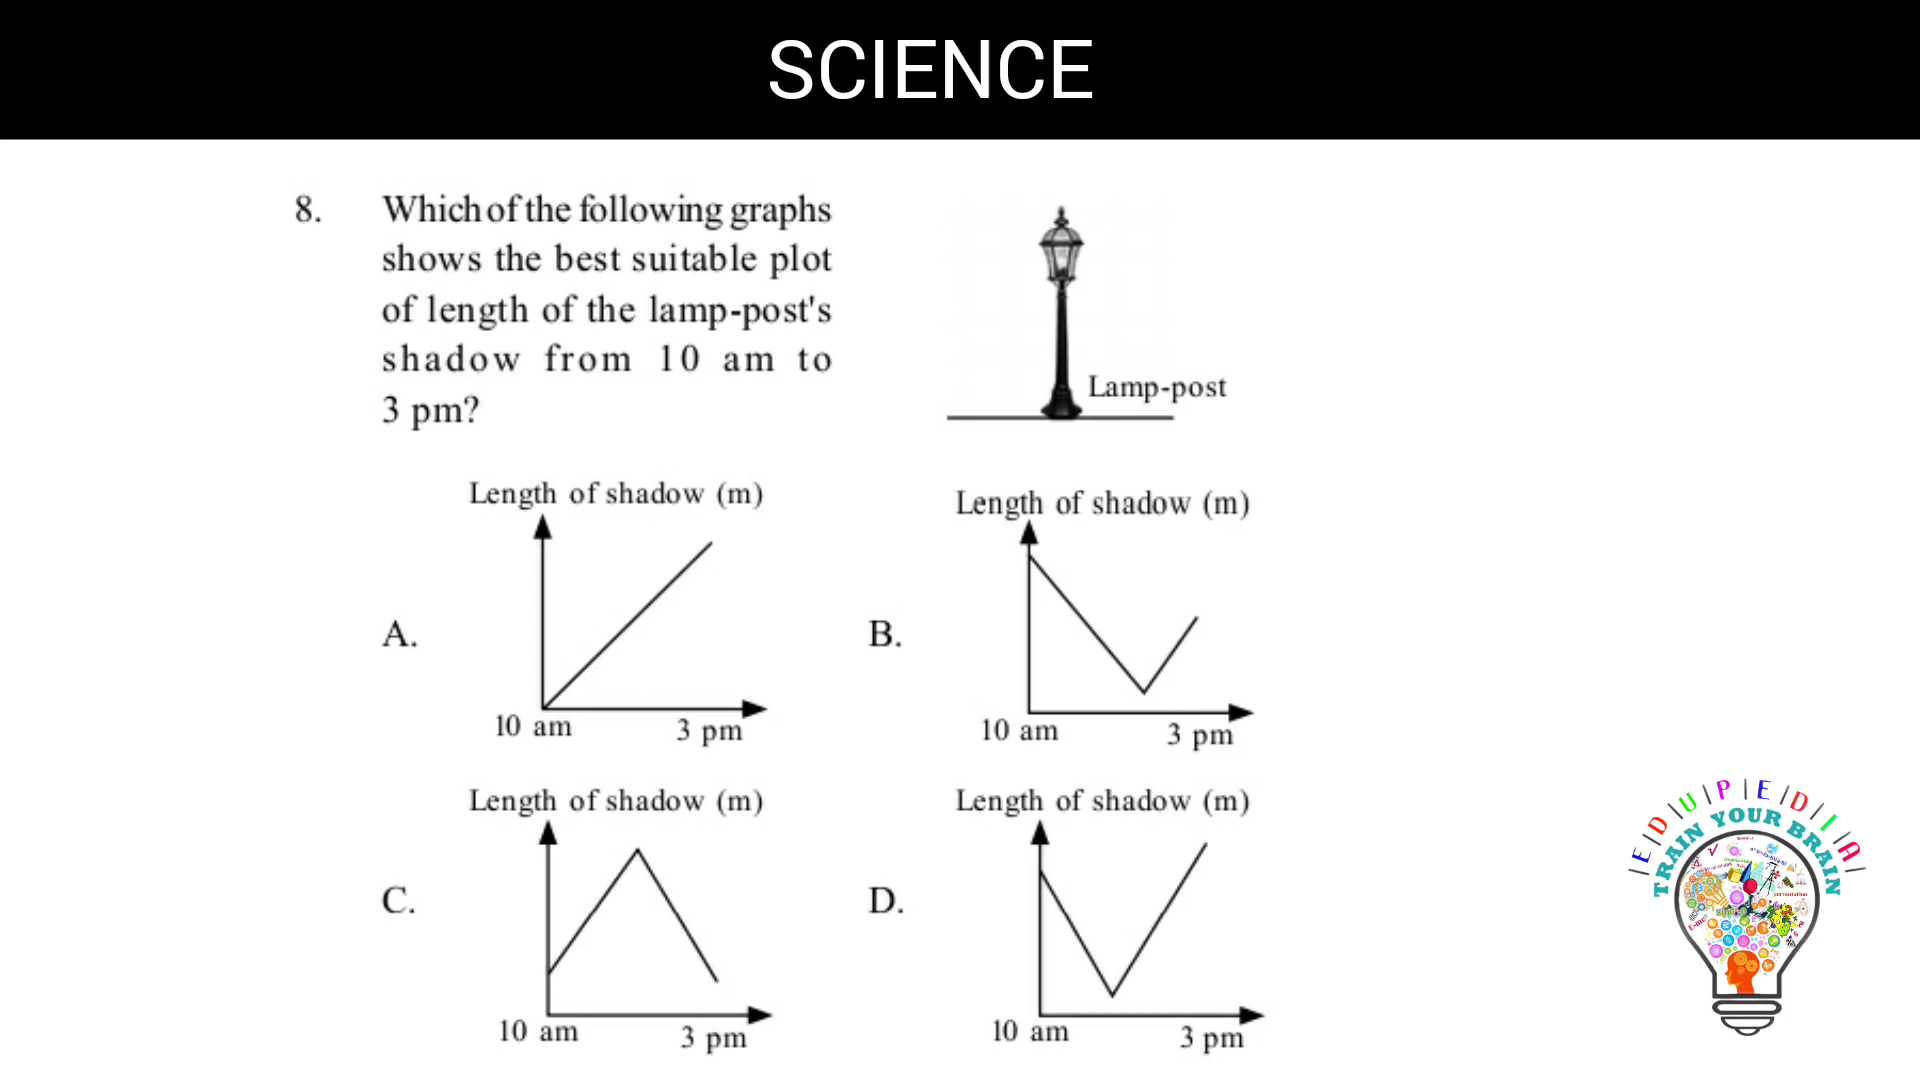 SCIENCE
8. Which of the following graphs
shows the best suitable plot
of length of the lamp-post's
shadow from 10 am to
3 pm?
Lamp-post
A.
Length of shadow (m)
10 am 3 pm
B.
Length of shadow (m)
10 am 3 pm
C.
Length of shadow (m)
10 am 3 pm
D.
Length of shadow (m)
10 am 3 pm
|E|D|U|P|E|D|I|A|
TRAIN YOUR BRAIN